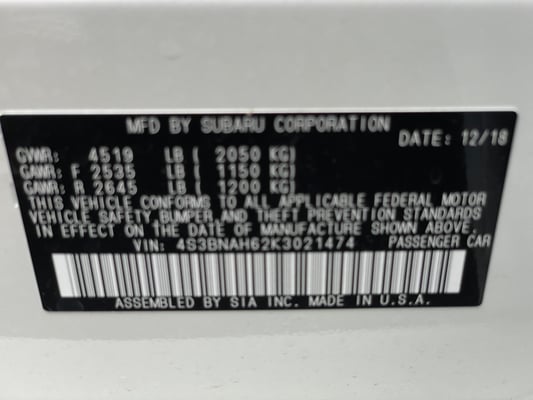 MFD BY SUBARU CORPORATION
DATE: 12/18
GVWR: 4519 LB ( 2050 KG)
GAWR: F 2535 LB ( 1150 KG)
GAWR: R 2645 LB ( 1200 KG)
THIS VEHICLE CONFORMS TO ALL APPLICABLE FEDERAL MOTOR
VEHICLE SAFETY, BUMPER, AND THEFT PREVENTION STANDARDS
IN EFFECT ON THE DATE OF MANUFACTURE SHOWN ABOVE.
VIN: 4S3BNAH62K3021474 PASSENGER CAR
ASSEMBLED BY SIA INC. MADE IN U.S.A.